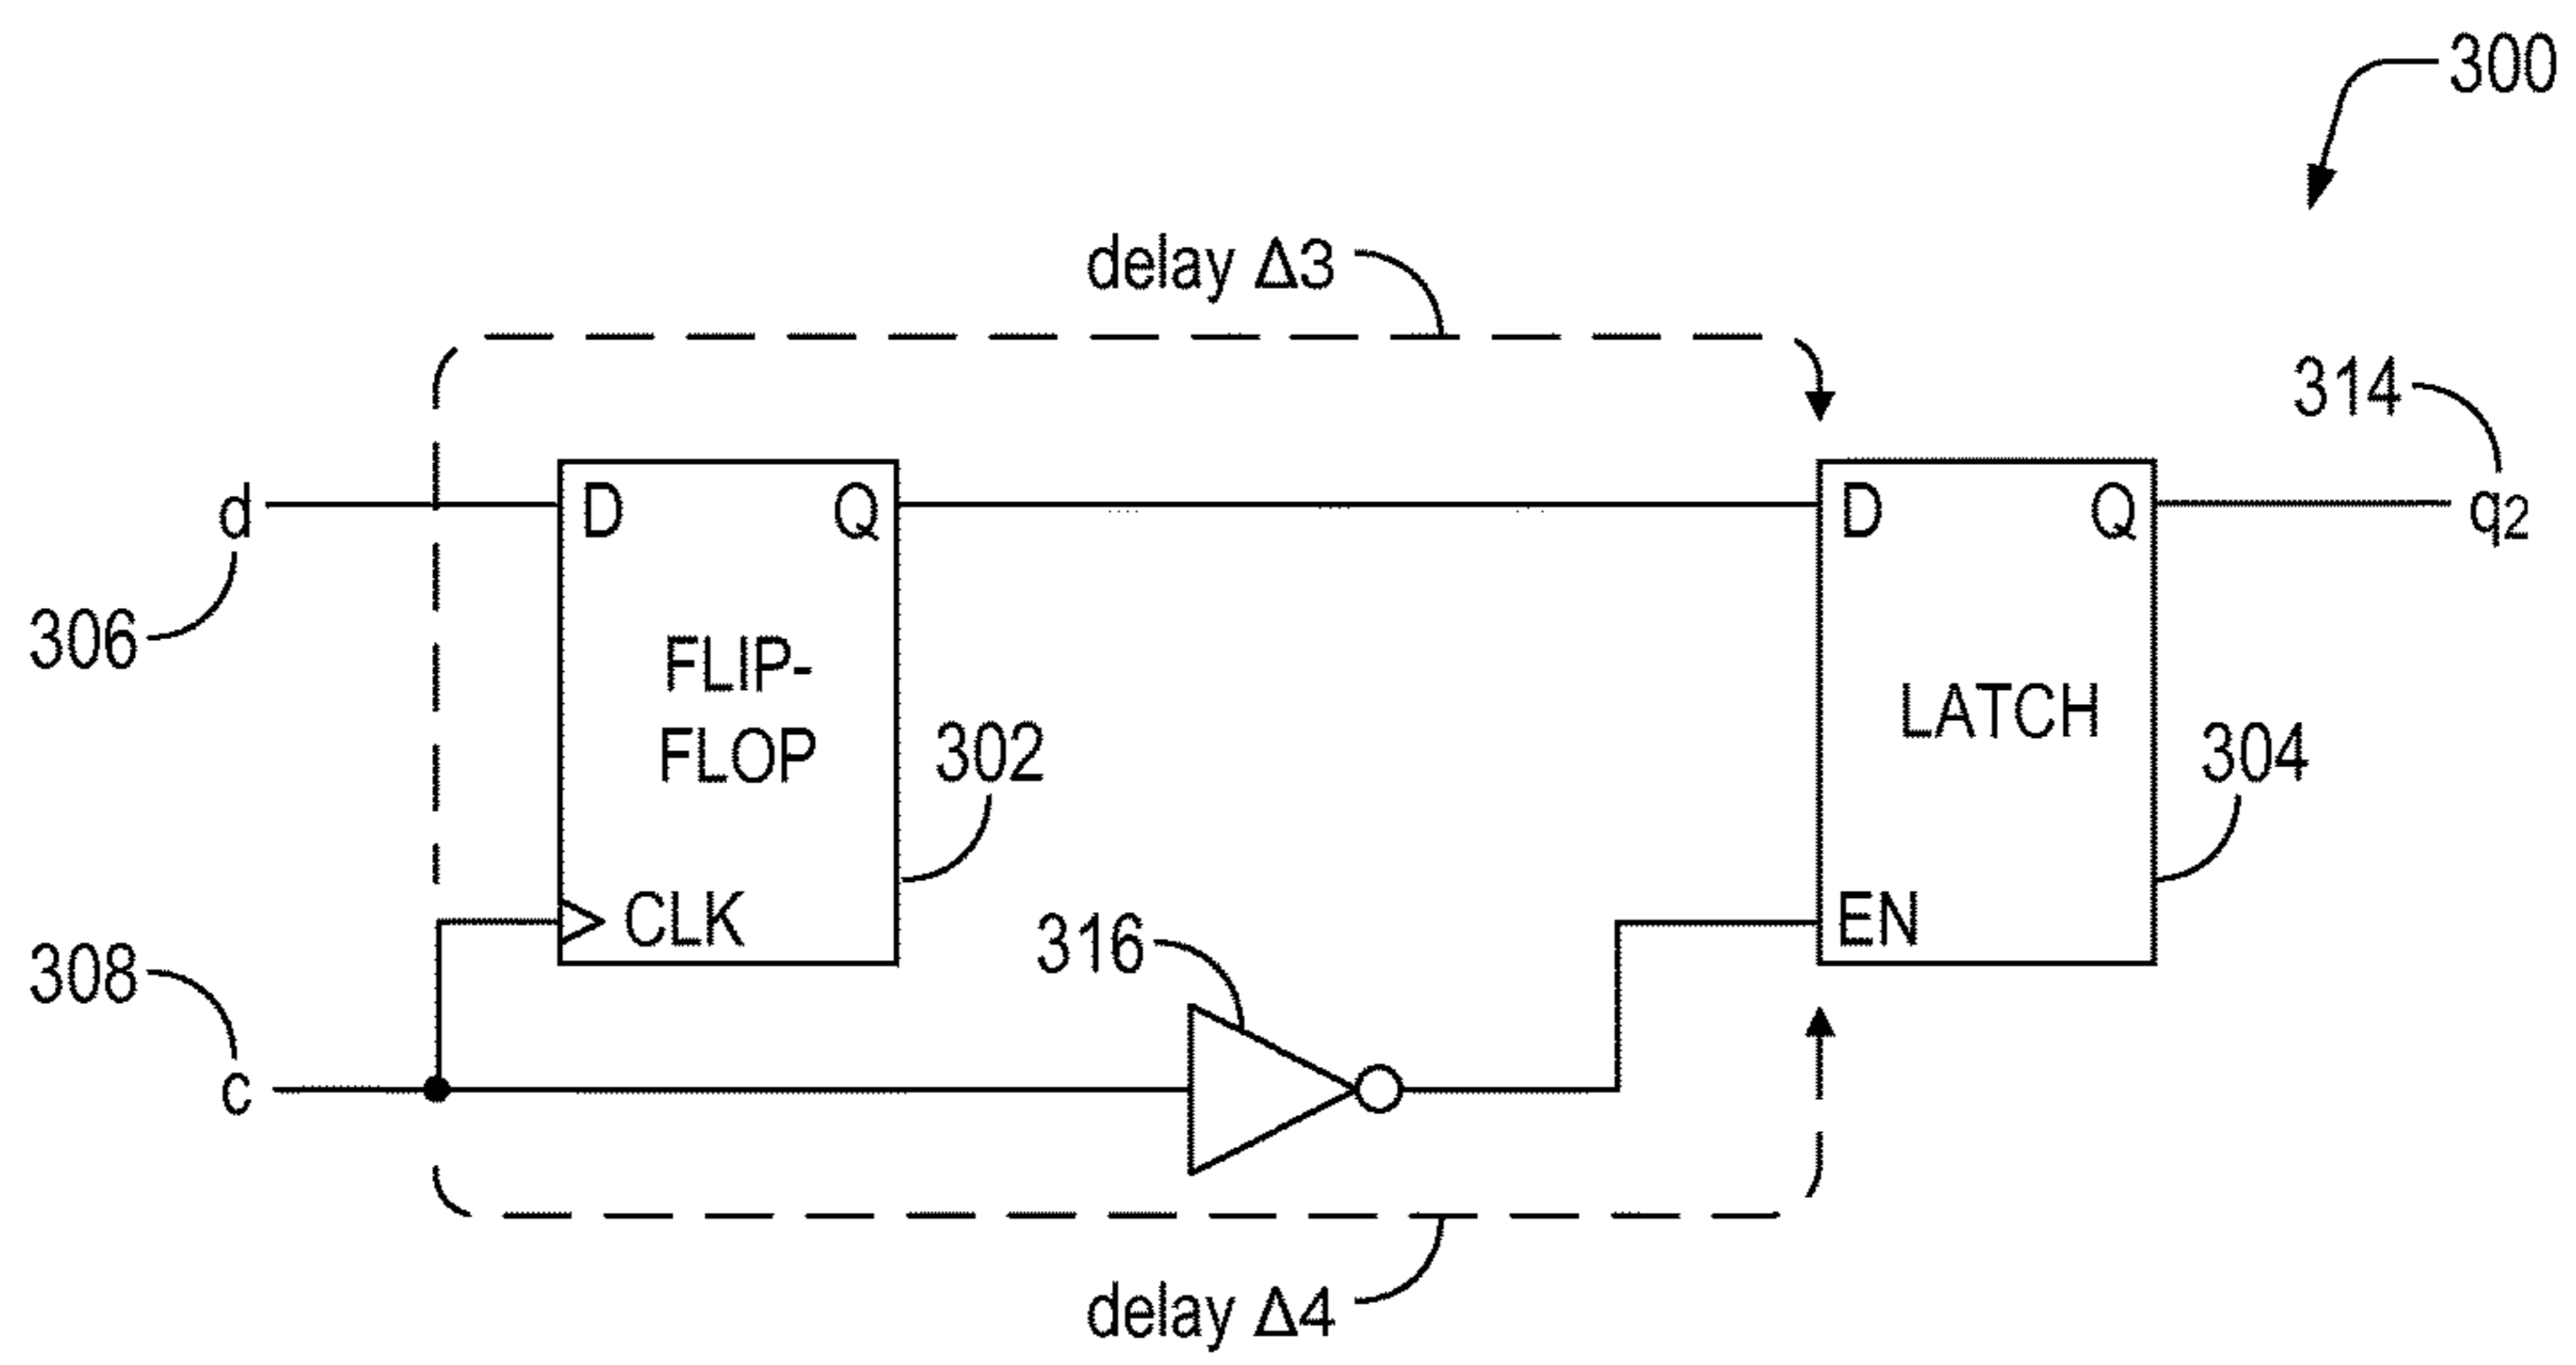 300
delay Δ3
314
d
D
Q
D
Q
q2
306
FLIP-
FLOP
302
LATCH
304
CLK
EN
316
308
c
delay Δ4